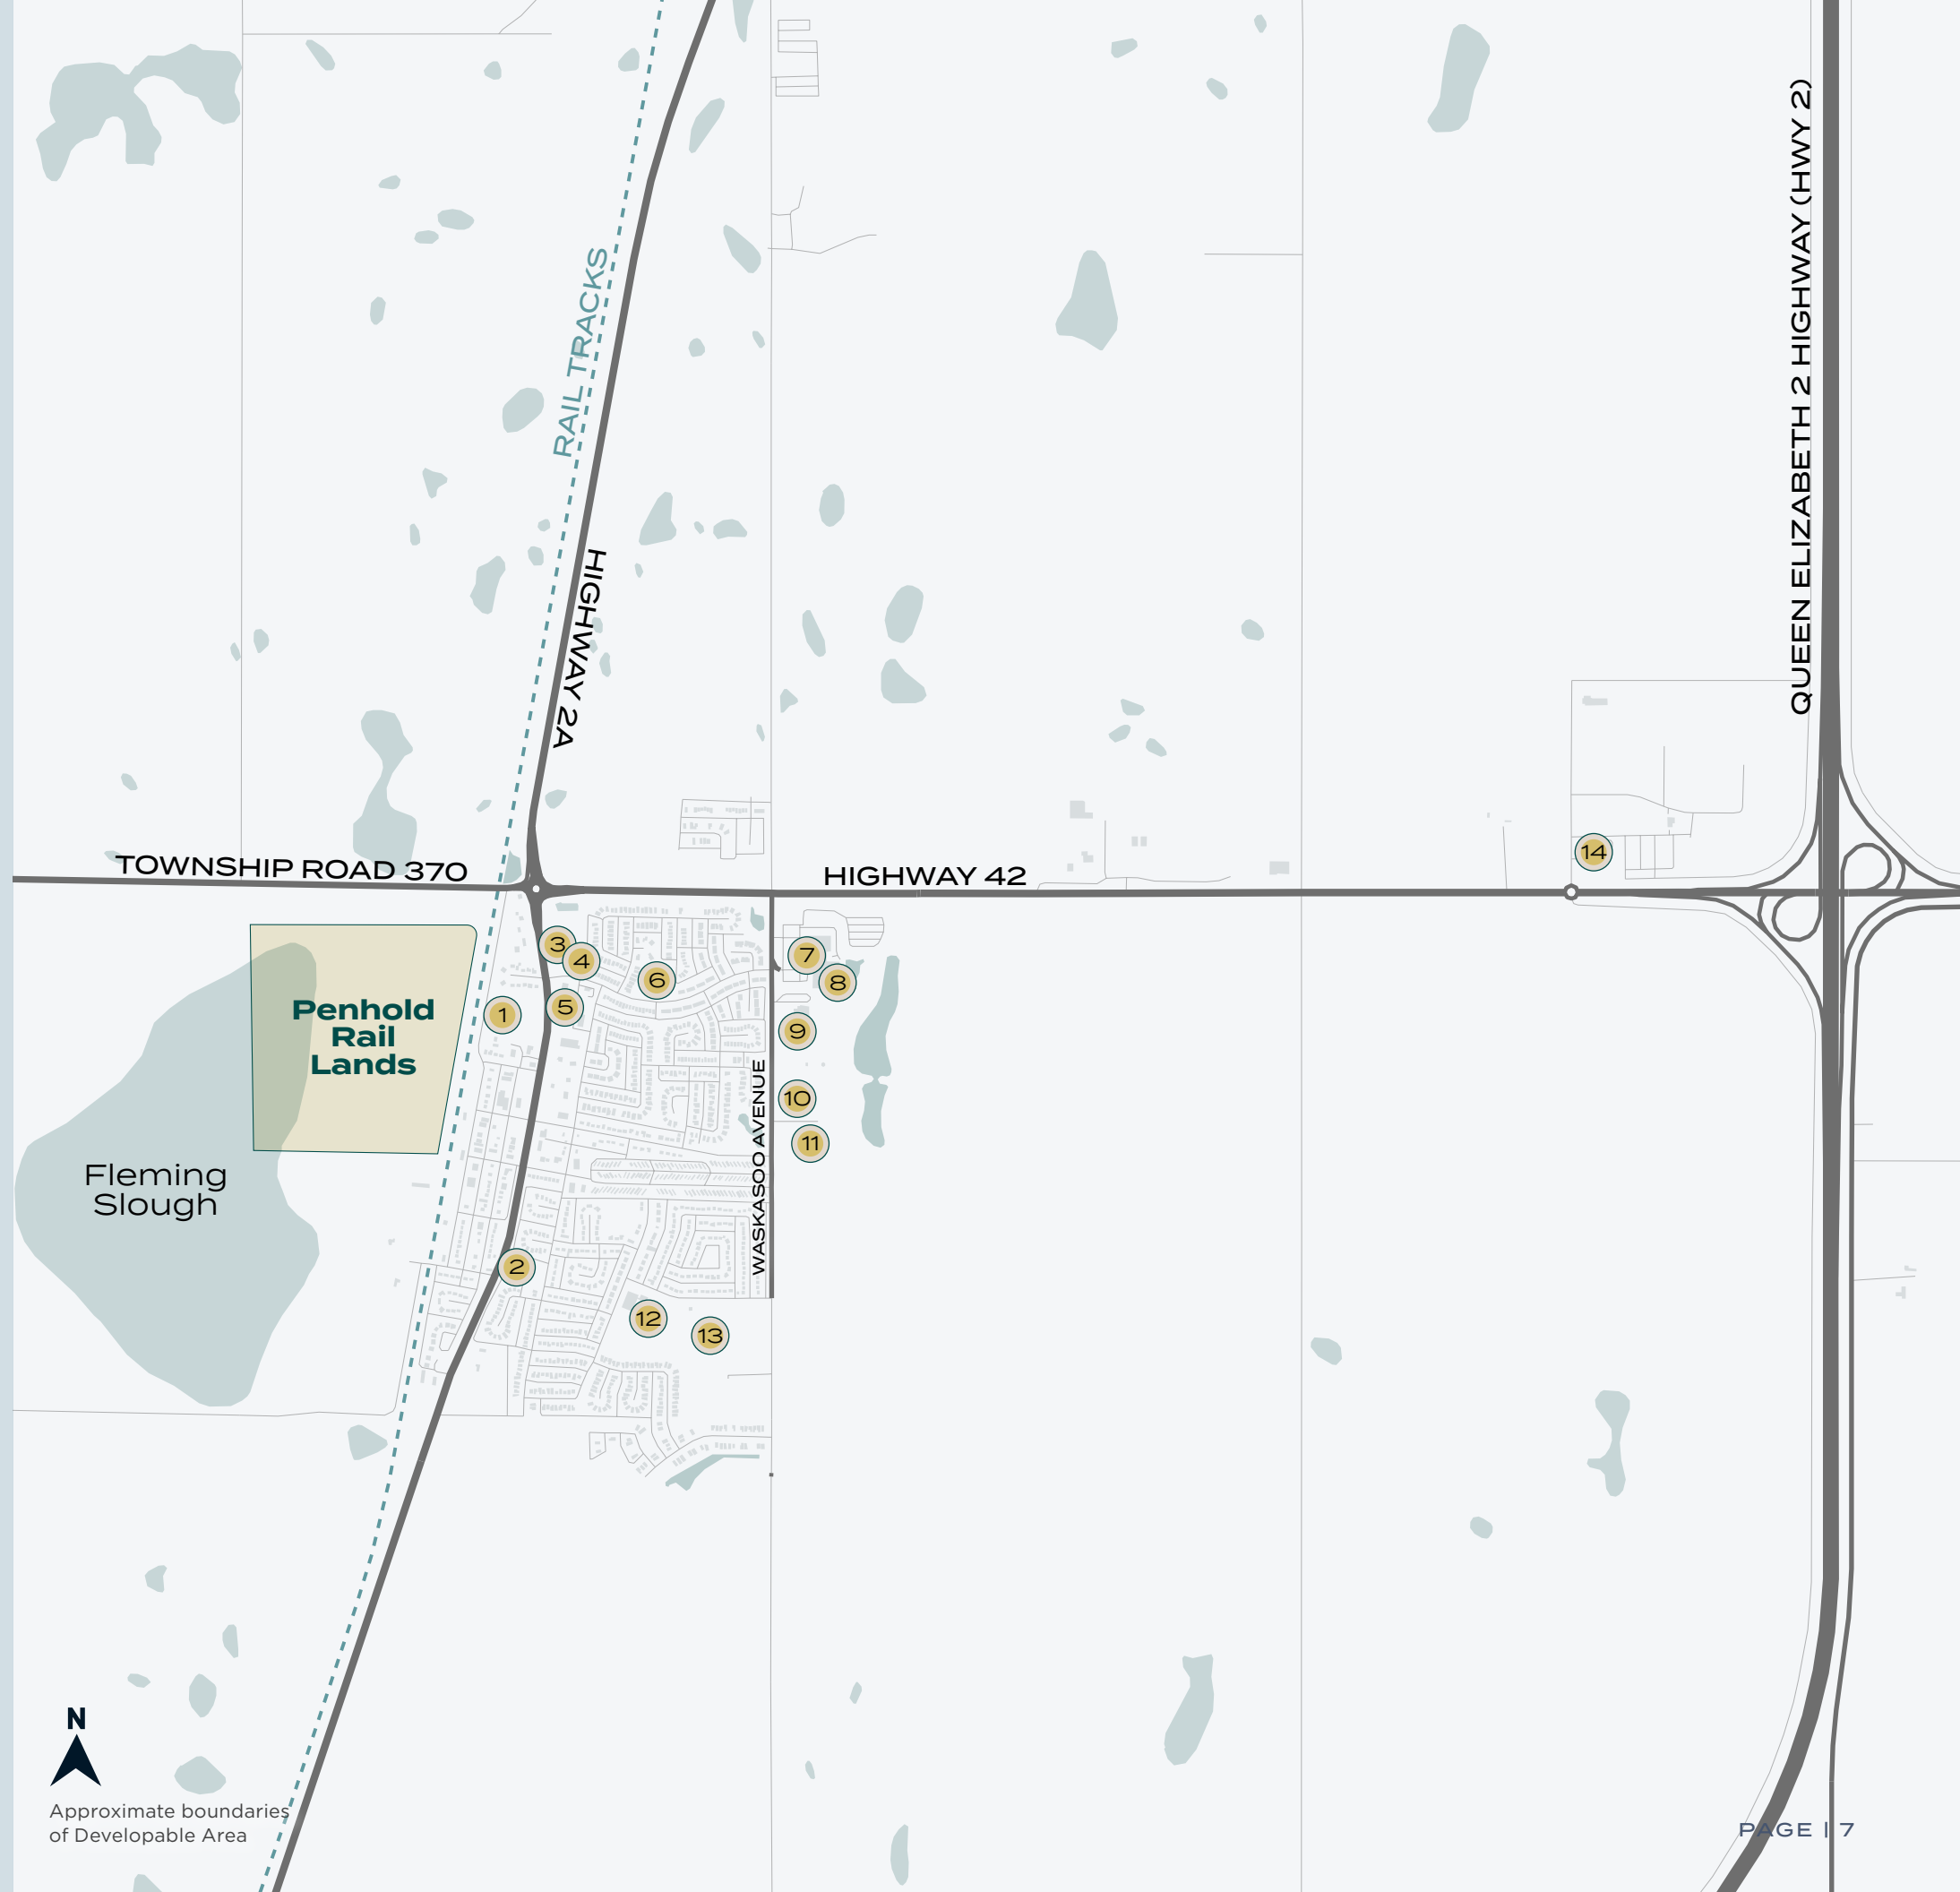 QUEEN ELIZABETH 2 HIGHWAY (HWY 2)
RAIL TRACKS
HIGHWAY 2A
TOWNSHIP ROAD 370
HIGHWAY 42
14
3
4
6
7
8
5
1
9
Penhold
Rail
Lands
10
11
WASKASOO AVENUE
Fleming
Slough
2
12
13
N
Approximate boundaries
of Developable Area
PAGE | 7